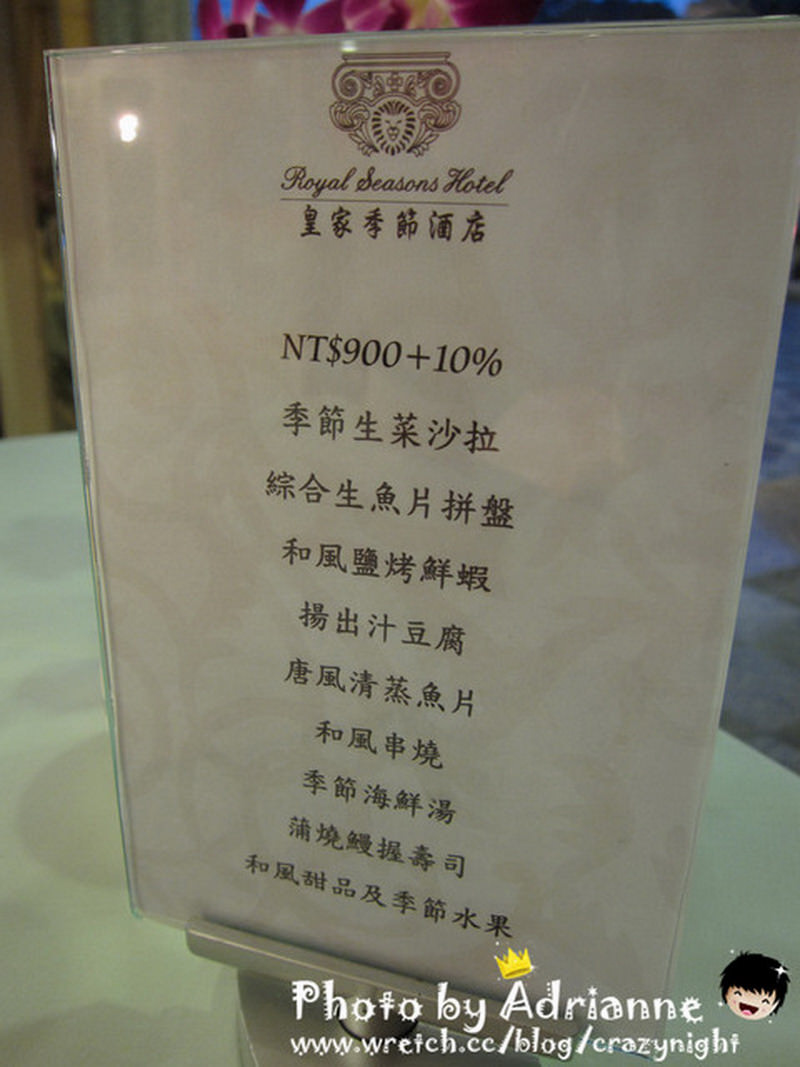 Royal Seasons Hotel
皇家季節酒店
NT$900+10%
季節生菜沙拉
綜合生魚片拼盤
和風鹽烤鮮蝦
揚出汁豆腐
唐風清蒸魚片
和風串燒
季節海鮮湯
蒲燒鰻握壽司
和風甜品及季節水果
Photo by Adrianne
www.wretch.cc/blog/crazynight